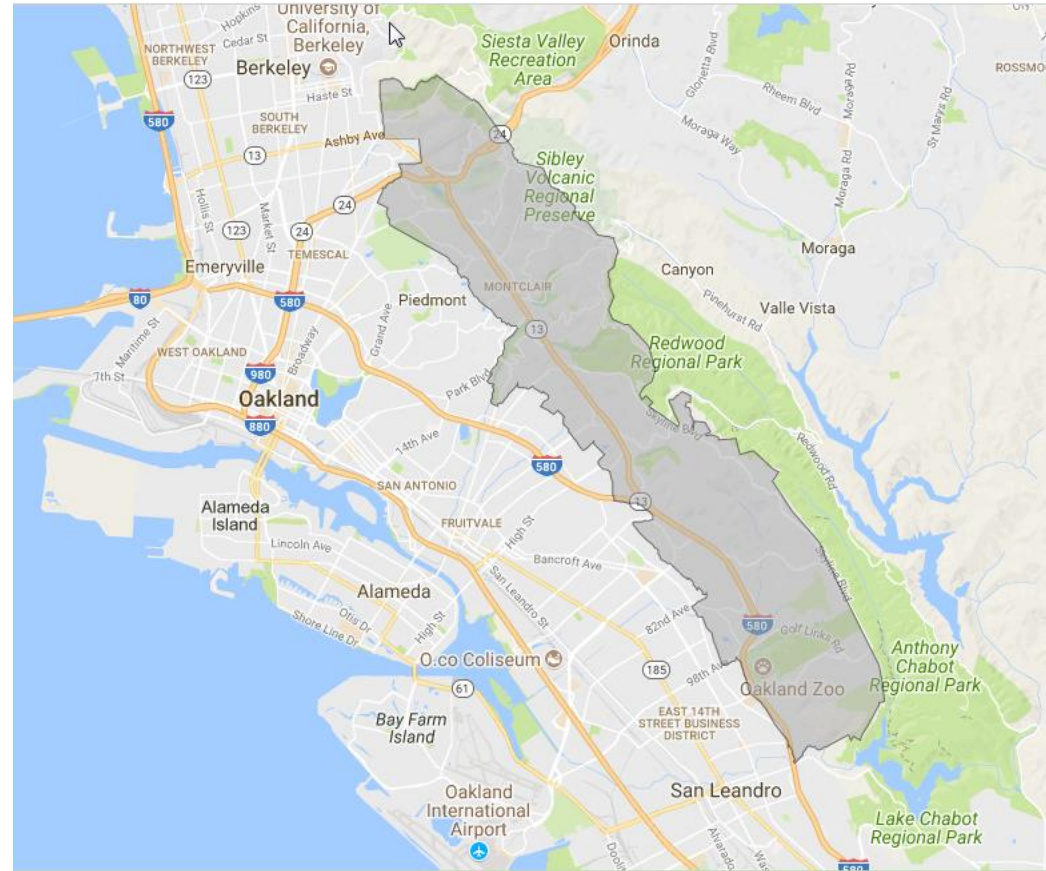 University of
California,
Berkeley
Hopkins
Cedar St
NORTHWEST
BERKELEY
123
Berkeley
Haste St
SOUTH
BERKELEY
580
Ashby Ave
13
Siesta Valley
Recreation
Area
Orinda
Glorietta Blvd
Rheem Blvd
Moraga Rd
St Marys Rd
ROSSMO
24
Moraga Way
Moraga Rd
Sibley
Volcanic
Regional
Preserve
Hollis St
Market St
24
123
24
TEMESCAL
Emeryville
80
580
Moraga
Canyon
Pinehurst Rd
Valle Vista
MONTCLAIR
Piedmont
Grand Ave
13
Maritime St
WEST OAKLAND
Broadway
7th St
980
Oakland
880
Park Blvd
Redwood
Regional Park
Skyline Blvd
Redwood Rd
14th Ave
580
SAN ANTONIO
13
Alameda
Island
FRUITVALE
High St
Lincoln Ave
Bancroft Ave
San Leandro St
Skyline Blvd
Alameda
Otis Dr
Shore Line Dr
High St
82nd Ave
580
Golf Links Rd
O.co Coliseum
185
98th Av
Oakland Zoo
Anthony
Chabot
Regional Park
61
Bay Farm
Island
EAST 14TH
STREET BUSINESS
DISTRICT
San Leandro
Oakland
International
Airport
Lake Chabot
Regional Park
Alvarado
Was
Doolit
580